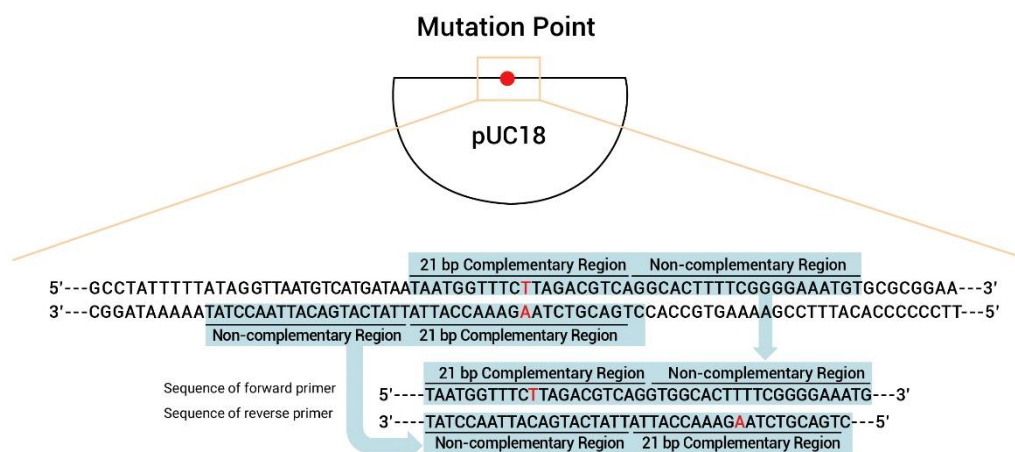 Mutation Point
pUC18
21 bp Complementary Region Non-complementary Region
5'---GCCTATTTTTATAGGTTAATGTCATGATAATAATGGTTTCTTAGACGTCAGGCACTTTTCGGGGAAATGTGCGCGGAA---3'
3'---CGGATAAAAATATCCAATTACAGTACTATTATTACCAAAGAATCTGCAGTCCACCGTGAAAAGCCTTTACACCCCCCTT---5'
Non-complementary Region 21 bp Complementary Region
21 bp Complementary Region Non-complementary Region
Sequence of forward primer 5'----TAATGGTTTCTTAGACGTCAGGTGGCACTTTTCGGGGAAATG---3'
Sequence of reverse primer 3'----TATCCAATTACAGTACTATTATTACCAAAGAATCTGCAGTC---5'
Non-complementary Region 21 bp Complementary Region